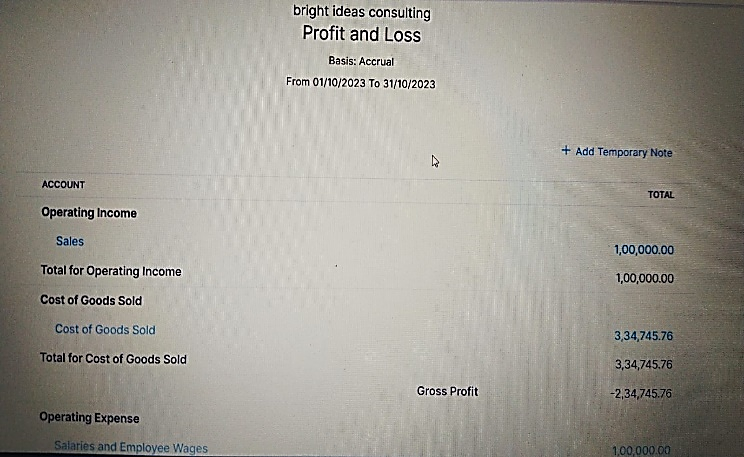 bright ideas consulting
Profit and Loss
Basis: Accrual
From 01/10/2023 To 31/10/2023
+ Add Temporary Note
ACCOUNT TOTAL
Operating Income
Sales 1,00,000.00
Total for Operating Income 1,00,000.00
Cost of Goods Sold
Cost of Goods Sold 3,34,745.76
Total for Cost of Goods Sold 3,34,745.76
Gross Profit -2,34,745.76
Operating Expense
Salaries and Employee Wages 1,00,000.00